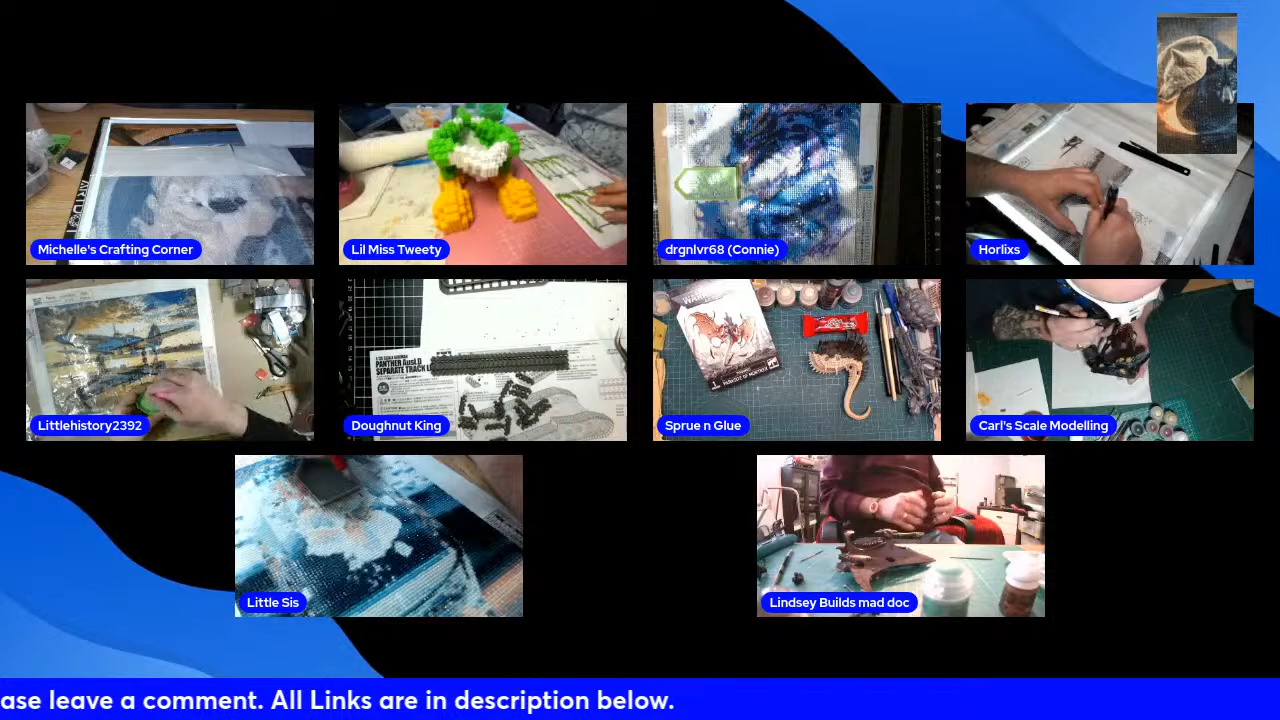 Michelle's Crafting Corner
Lil Miss Tweety
drgnlvr68 (Connie)
Horlixs
Littlehistory2392
PANTHER Ausf.D
SEPARATE TRACK
Doughnut King
Sprue n Glue
Carl's Scale Modelling
Little Sis
Lindsey Builds mad doc
ase leave a comment. All Links are in description below.